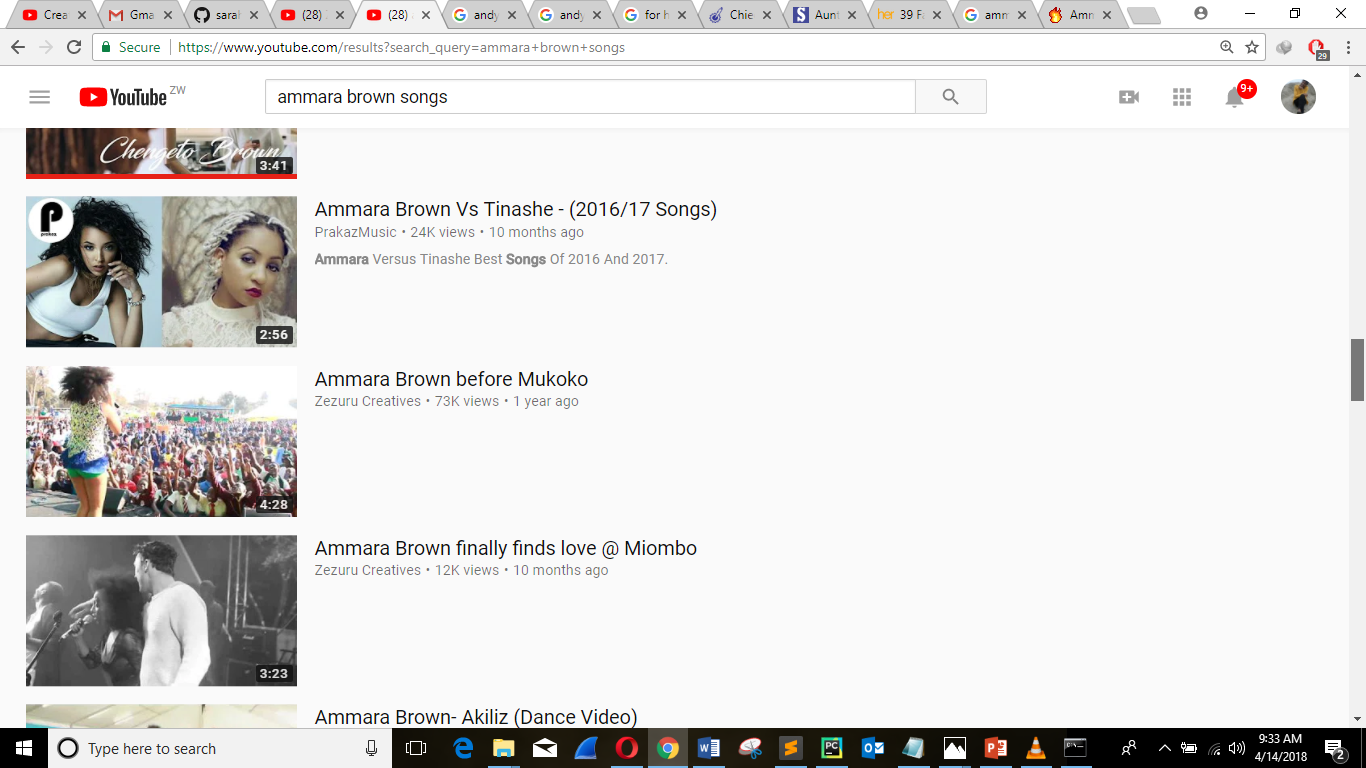 Crea
Gma
saral
(28)
(28)
andy
andy
for h
Chie
Aunt
39 Fa
amm
Amn
Secure
https://www.youtube.com/results?search_query=ammara+brown+songs
29
YouTube ZW
ammara brown songs
9+
Chengeto Brown
3:41
prakaz
2:56
Ammara Brown Vs Tinashe - (2016/17 Songs)
PrakazMusic • 24K views • 10 months ago
Ammara Versus Tinashe Best Songs Of 2016 And 2017.
4:28
Ammara Brown before Mukoko
Zezuru Creatives • 73K views • 1 year ago
3:23
Ammara Brown finally finds love @ Miombo
Zezuru Creatives • 12K views • 10 months ago
Ammara Brown- Akiliz (Dance Video)
Type here to search
9:33 AM
4/14/2018
2